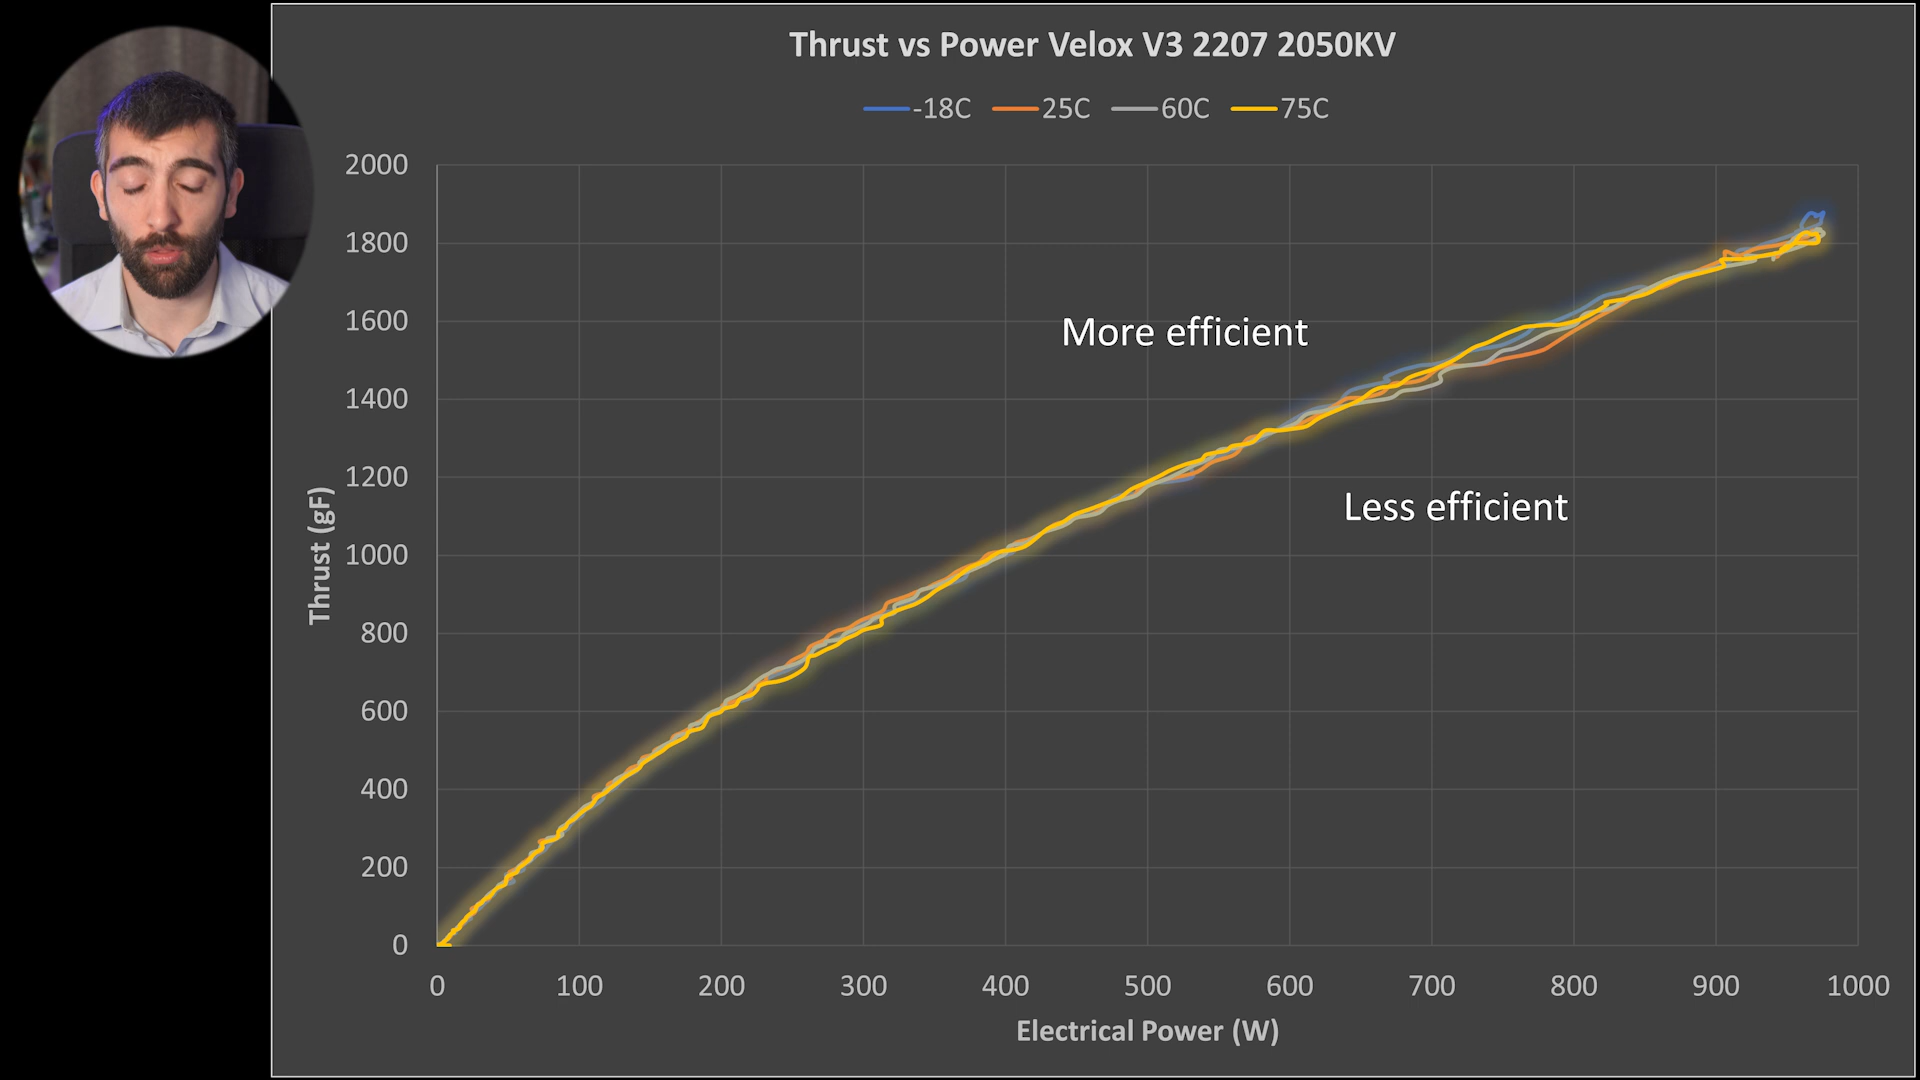 Thrust vs Power Velox V3 2207 2050KV
-18C 25C 60C 75C
2000
1800
1600
1400
1200
1000
800
600
400
200
0
Thrust (gF)
More efficient
Less efficient
0 100 200 300 400 500 600 700 800 900 1000
Electrical Power (W)